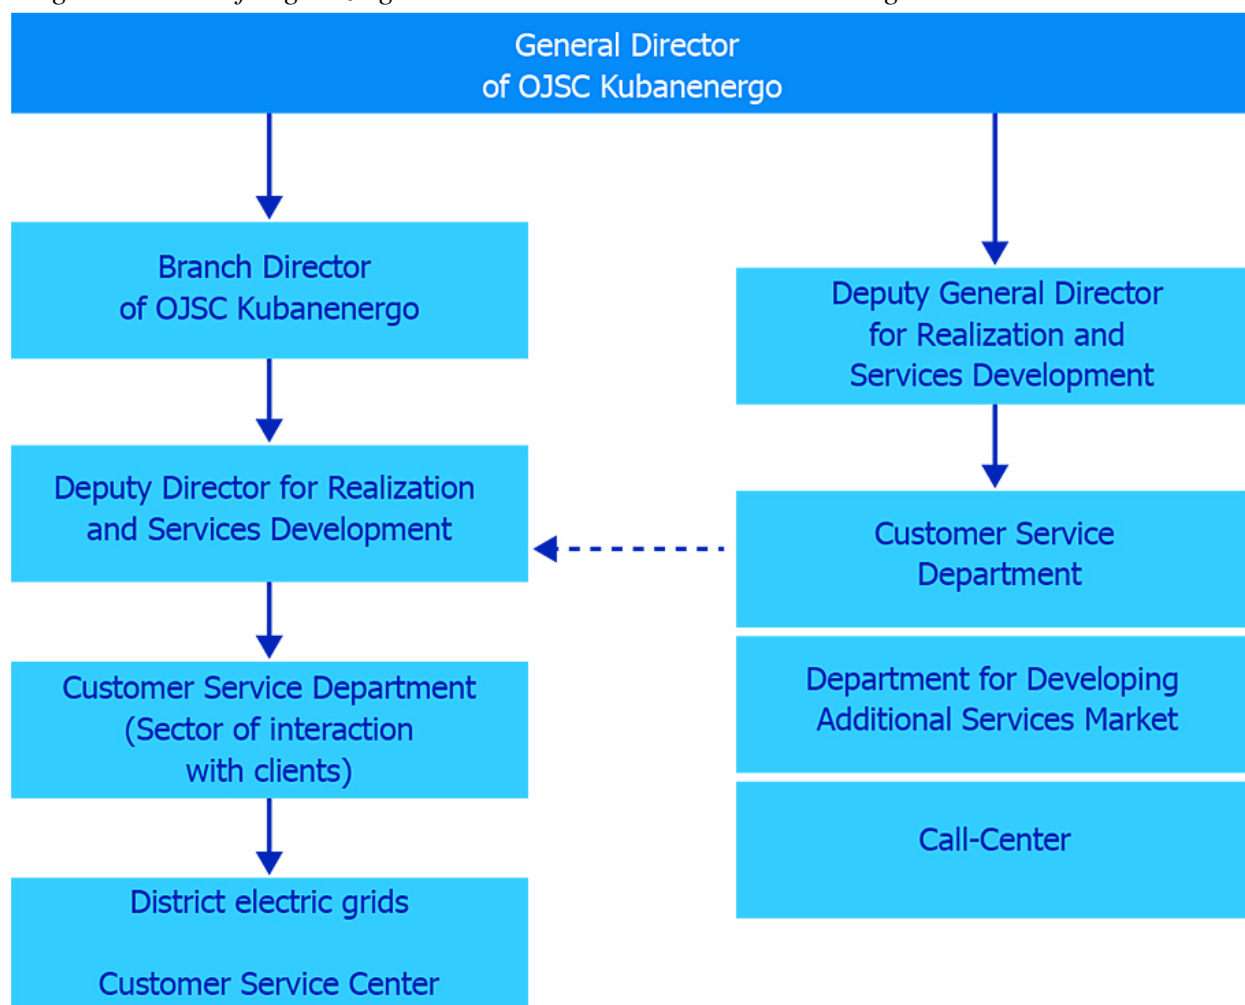 General Director
of OJSC Kubanenergo
Branch Director
of OJSC Kubanenergo
Deputy Director for Realization
and Services Development
Customer Service Department
(Sector of interaction
with clients)
District electric grids
Customer Service Center
Deputy General Director
for Realization and
Services Development
Customer Service
Department
Department for Developing
Additional Services Market
Call-Center